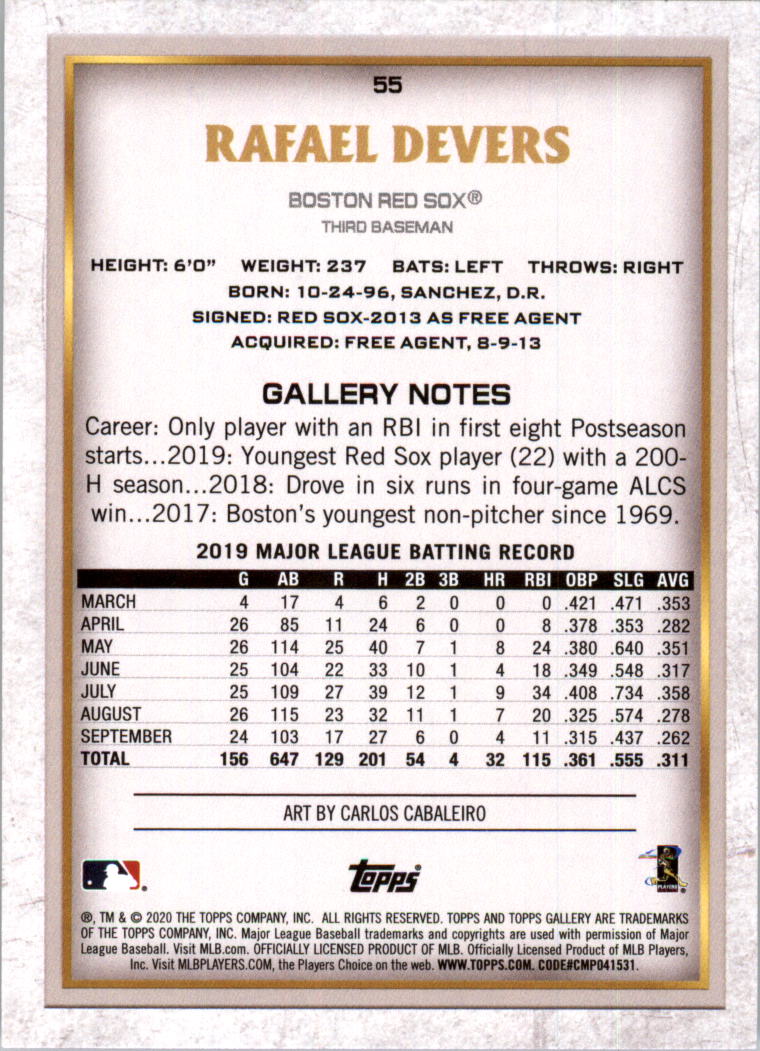 55
RAFAEL DEVERS
BOSTON RED SOX®
THIRD BASEMAN
HEIGHT: 6'0" WEIGHT: 237 BATS: LEFT THROWS: RIGHT
BORN: 10-24-96, SANCHEZ, D.R.
SIGNED: RED SOX-2013 AS FREE AGENT
ACQUIRED: FREE AGENT, 8-9-13
GALLERY NOTES
Career: Only player with an RBI in first eight Postseason
starts...2019: Youngest Red Sox player (22) with a 200-
H season...2018: Drove in six runs in four-game ALCS
win...2017: Boston's youngest non-pitcher since 1969.
2019 MAJOR LEAGUE BATTING RECORD
G AB R H 2B 3B HR RBI OBP SLG AVG
MARCH 4 17 4 6 2 0 0 0 .421 .471 .353
APRIL 26 85 11 24 6 0 0 8 .378 .353 .282
MAY 26 114 25 40 7 1 8 24 .380 .640 .351
JUNE 25 104 22 33 10 1 4 18 .349 .548 .317
JULY 25 109 27 39 12 1 9 34 .408 .734 .358
AUGUST 26 115 23 32 11 1 7 20 .325 .574 .278
SEPTEMBER 24 103 17 27 6 0 4 11 .315 .437 .262
TOTAL 156 647 129 201 54 4 32 115 .361 .555 .311
ART BY CARLOS CABALEIRO
Topps®
PLAYERS
®, TM & © 2020 THE TOPPS COMPANY, INC. ALL RIGHTS RESERVED. TOPPS AND TOPPS GALLERY ARE TRADEMARKS
OF THE TOPPS COMPANY, INC. Major League Baseball trademarks and copyrights are used with permission of Major
League Baseball. Visit MLB.com. OFFICIALLY LICENSED PRODUCT OF MLB. Officially Licensed Product of MLB Players,
Inc. Visit MLBPLAYERS.COM, the Players Choice on the web. WWW.TOPPS.COM. CODE#CMP041531.